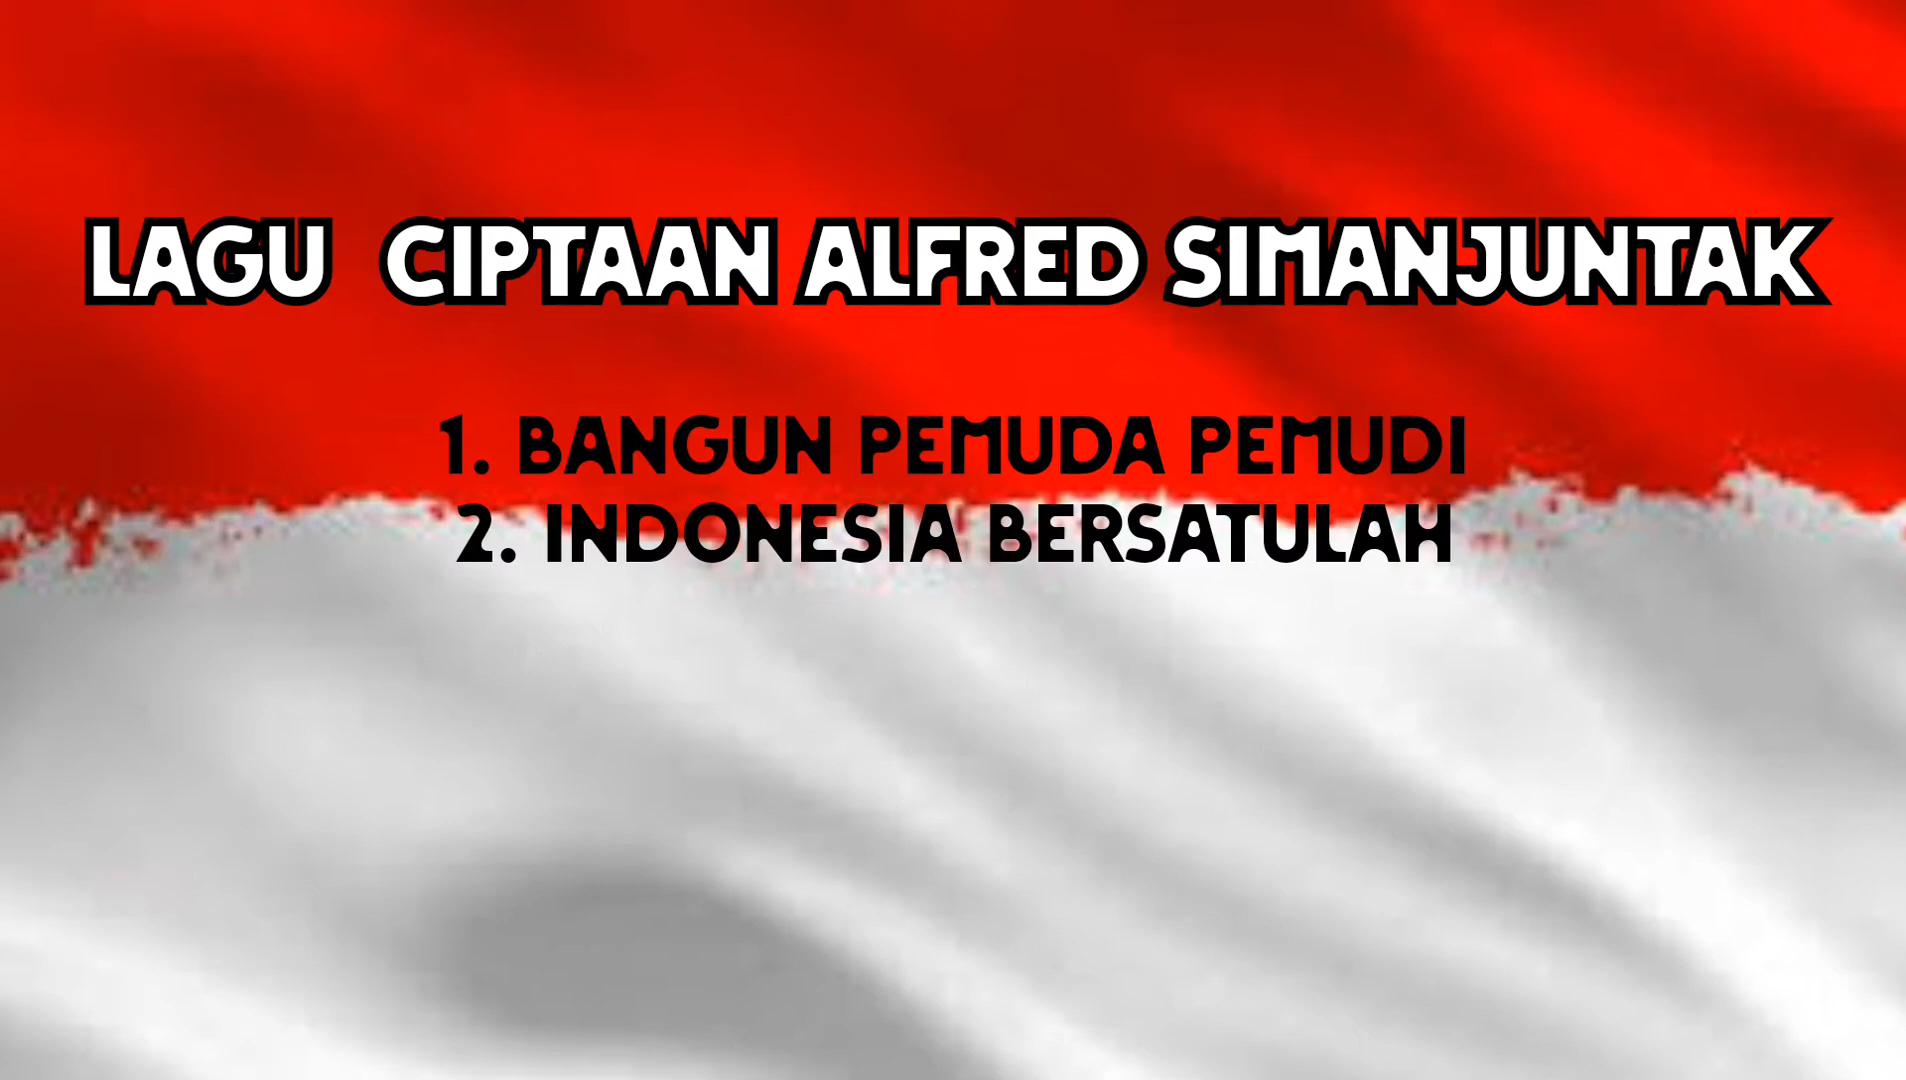 LAGU CIPTAAN ALFRED SIMANJUNTAK
1. BANGUN PEMUDA PEMUDI
2. INDONESIA BERSATULAH